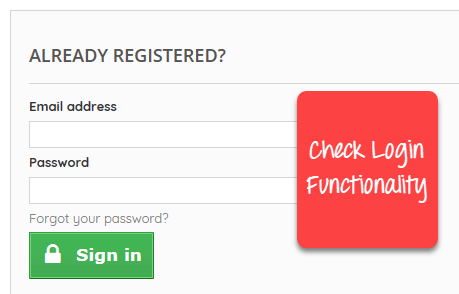 ALREADY REGISTERED?
Email address
Password
Forgot your password?
Sign in
Check Login
Functionality